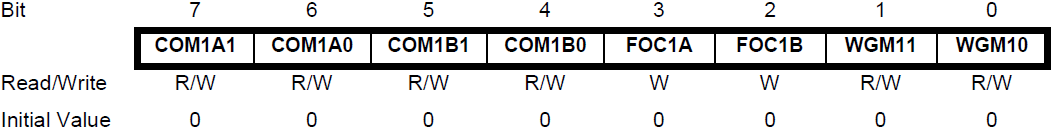 Bit 7 6 5 4 3 2 1 0
COM1A1 COM1A0 COM1B1 COM1B0 FOC1A FOC1B WGM11 WGM10
Read/Write R/W R/W R/W R/W W W R/W R/W
Initial Value 0 0 0 0 0 0 0 0